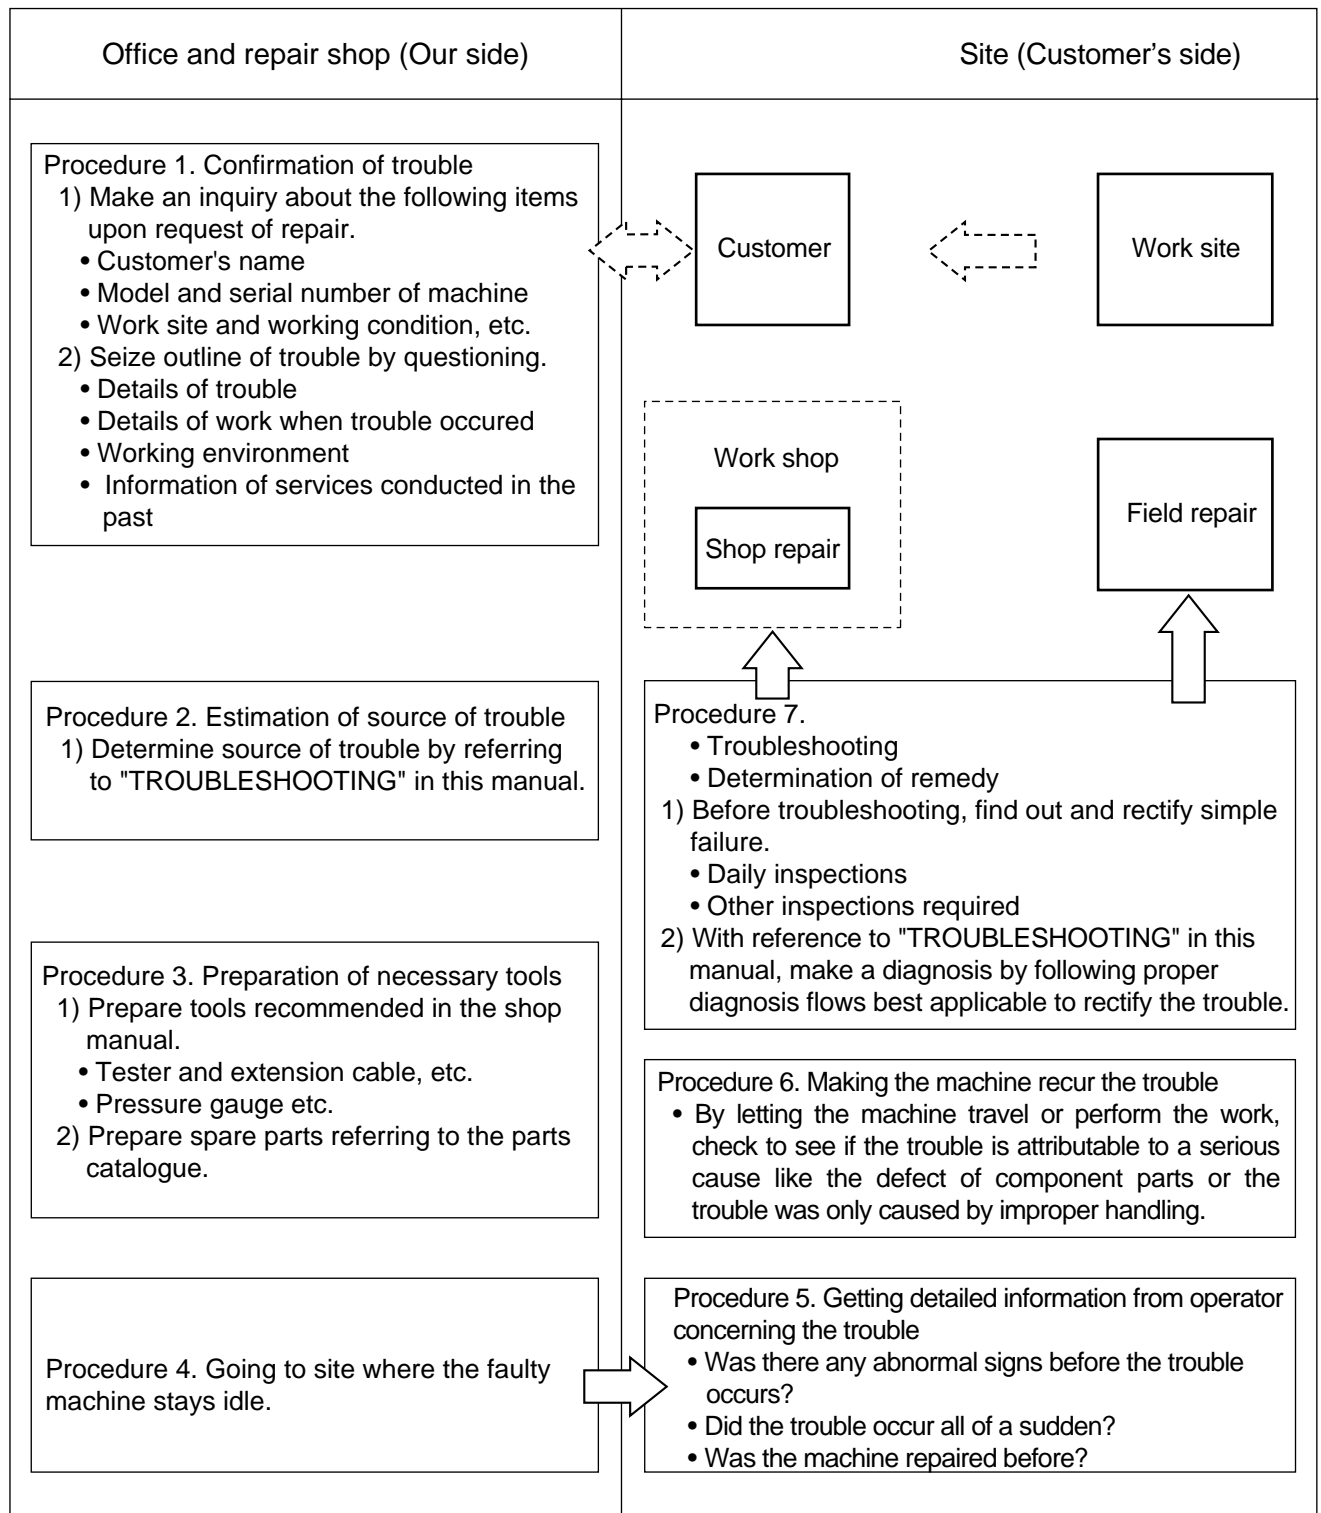 Office and repair shop (Our side)
Site (Customer's side)
Procedure 1. Confirmation of trouble
1) Make an inquiry about the following items
upon request of repair.
• Customer's name
• Model and serial number of machine
• Work site and working condition, etc.
2) Seize outline of trouble by questioning.
• Details of trouble
• Details of work when trouble occured
• Working environment
• Information of services conducted in the
past
Customer
Work site
Work shop
Shop repair
Field repair
Procedure 2. Estimation of source of trouble
1) Determine source of trouble by referring
to "TROUBLESHOOTING" in this manual.
Procedure 3. Preparation of necessary tools
1) Prepare tools recommended in the shop
manual.
• Tester and extension cable, etc.
• Pressure gauge etc.
2) Prepare spare parts referring to the parts
catalogue.
Procedure 4. Going to site where the faulty
machine stays idle.
Procedure 7.
• Troubleshooting
• Determination of remedy
1) Before troubleshooting, find out and rectify simple
failure.
• Daily inspections
• Other inspections required
2) With reference to "TROUBLESHOOTING" in this
manual, make a diagnosis by following proper
diagnosis flows best applicable to rectify the trouble.
Procedure 6. Making the machine recur the trouble
• By letting the machine travel or perform the work,
check to see if the trouble is attributable to a serious
cause like the defect of component parts or the
trouble was only caused by improper handling.
Procedure 5. Getting detailed information from operator
concerning the trouble
• Was there any abnormal signs before the trouble
occurs?
• Did the trouble occur all of a sudden?
• Was the machine repaired before?